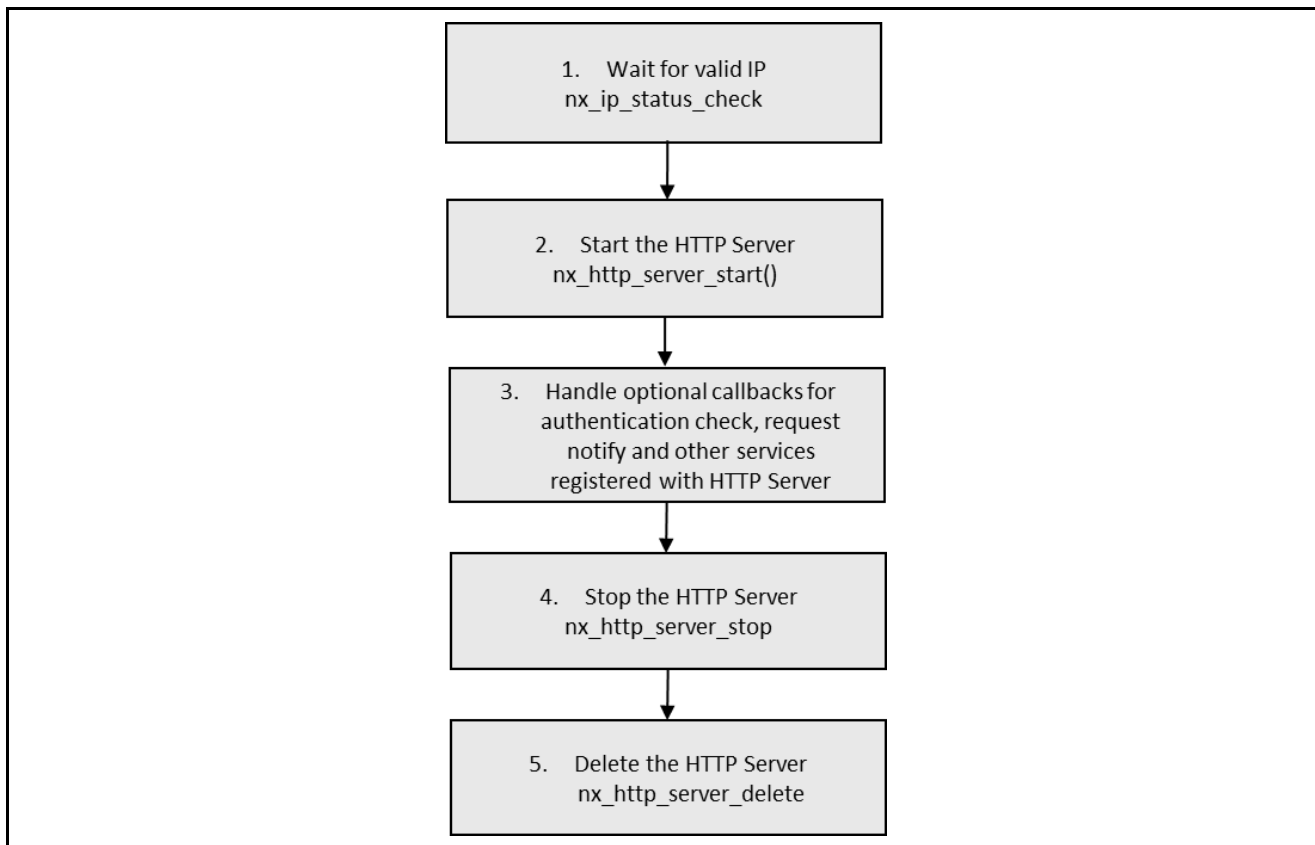 1. Wait for valid IP
nx_ip_status_check
2. Start the HTTP Server
nx_http_server_start()
3. Handle optional callbacks for
authentication check, request
notify and other services
registered with HTTP Server
4. Stop the HTTP Server
nx_http_server_stop
5. Delete the HTTP Server
nx_http_server_delete